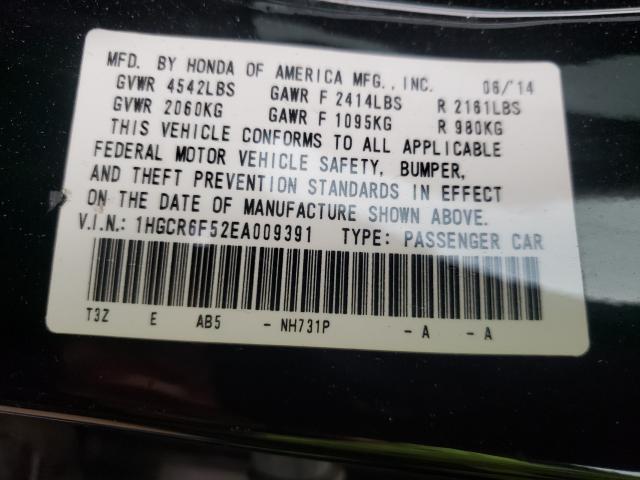 MFD. BY HONDA OF AMERICA MFG., INC. 06/'14
GVWR 4542LBS GAWR F 2414LBS R 2161LBS
GVWR 2060KG GAWR F 1095KG R 980KG
THIS VEHICLE CONFORMS TO ALL APPLICABLE
FEDERAL MOTOR VEHICLE SAFETY, BUMPER,
AND THEFT PREVENTION STANDARDS IN EFFECT
ON THE DATE OF MANUFACTURE SHOWN ABOVE.
V.I.N.: 1HGCR6F52EA009391 TYPE: PASSENGER CAR
T3Z E AB5 - NH731P - A - A